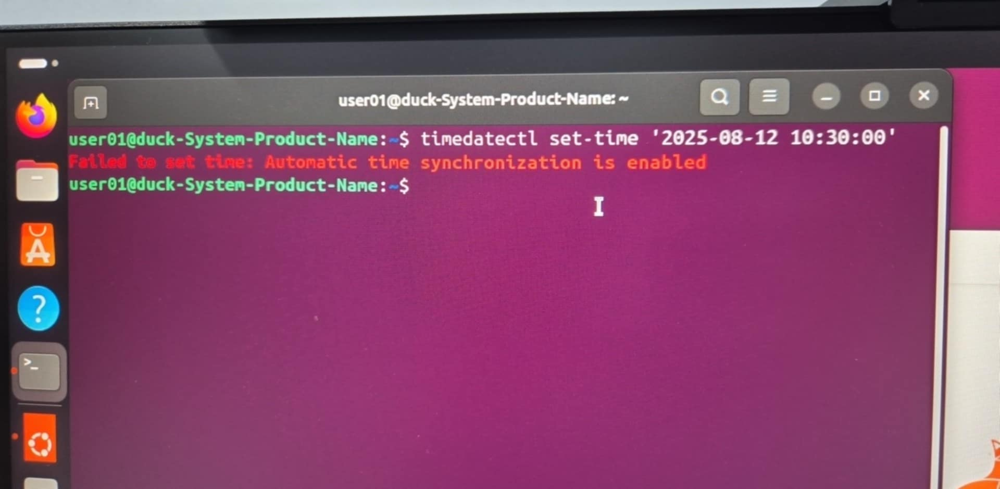 user01@duck-System-Product-Name: ~
user01@duck-System-Product-Name:~$ timedatectl set-time '2025-08-12 10:30:00'
Failed to set time: Automatic time synchronization is enabled
user01@duck-System-Product-Name:~$